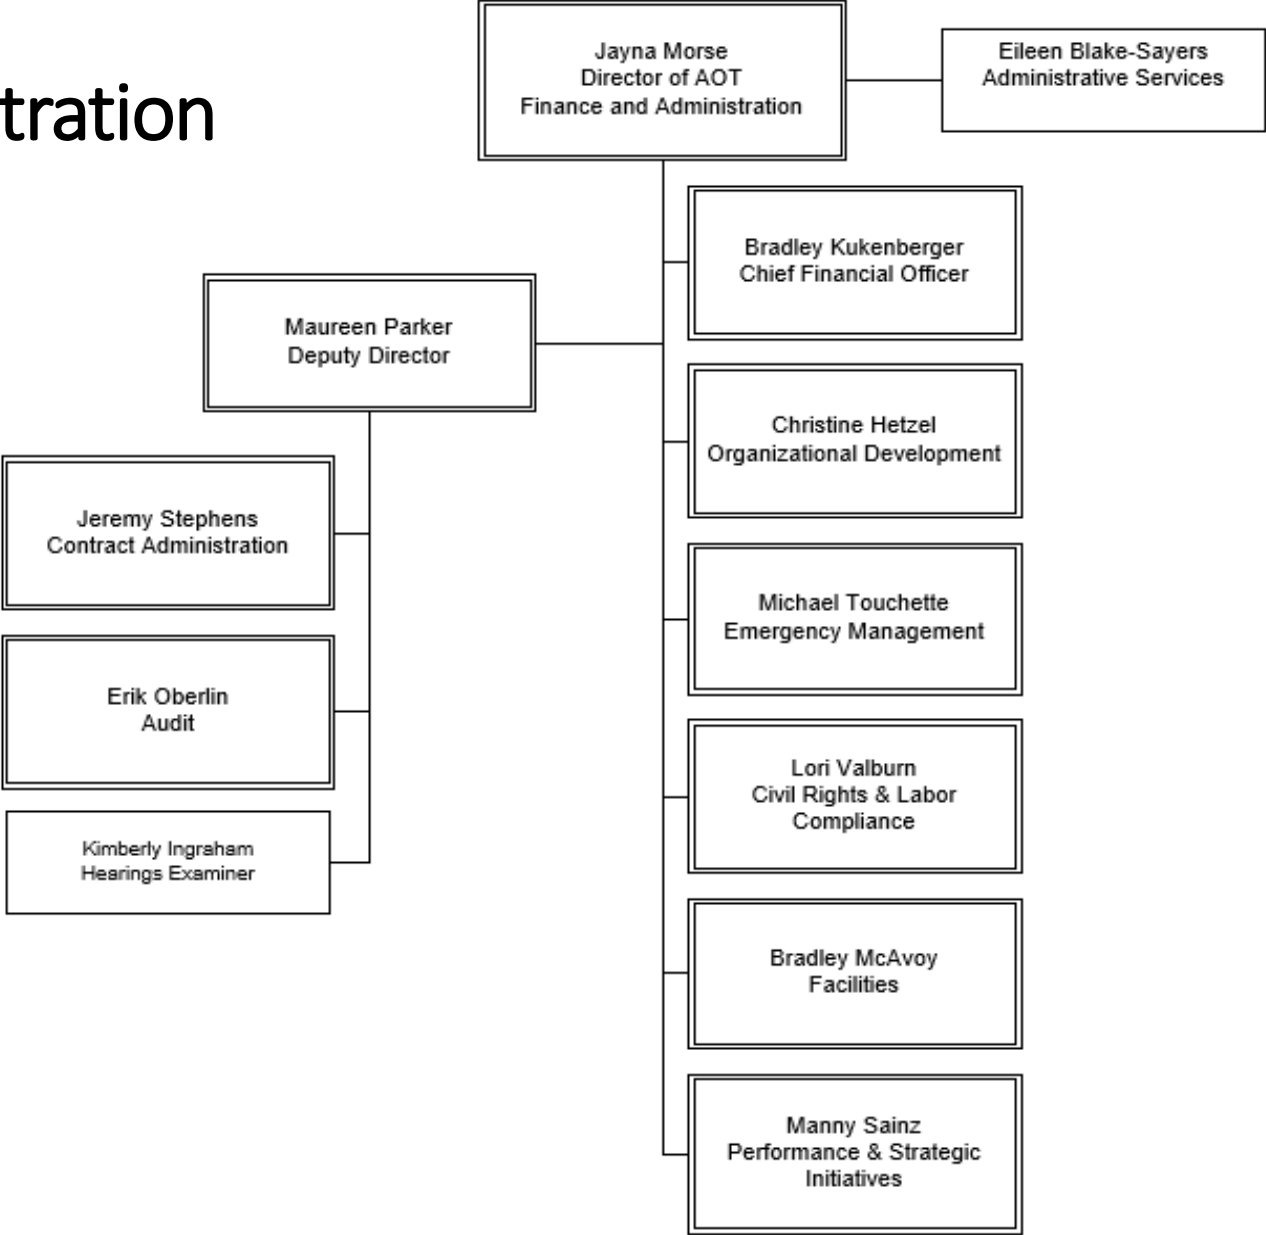 Jayna Morse
Director of AOT
Finance and Administration
Eileen Blake-Sayers
Administrative Services
tration
Bradley Kukenberger
Chief Financial Officer
Maureen Parker
Deputy Director
Christine Hetzel
Organizational Development
Jeremy Stephens
Contract Administration
Michael Touchette
Emergency Management
Erik Oberlin
Audit
Lori Valburn
Civil Rights & Labor
Compliance
Kimberly Ingraham
Hearings Examiner
Bradley McAvoy
Facilities
Manny Sainz
Performance & Strategic
Initiatives